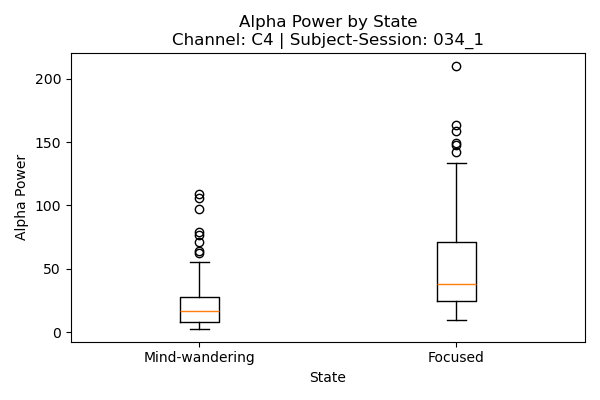 Alpha Power by State
Channel: C4 | Subject-Session: 034_1
Alpha Power
200
150
100
50
0
Mind-wandering
Focused
State